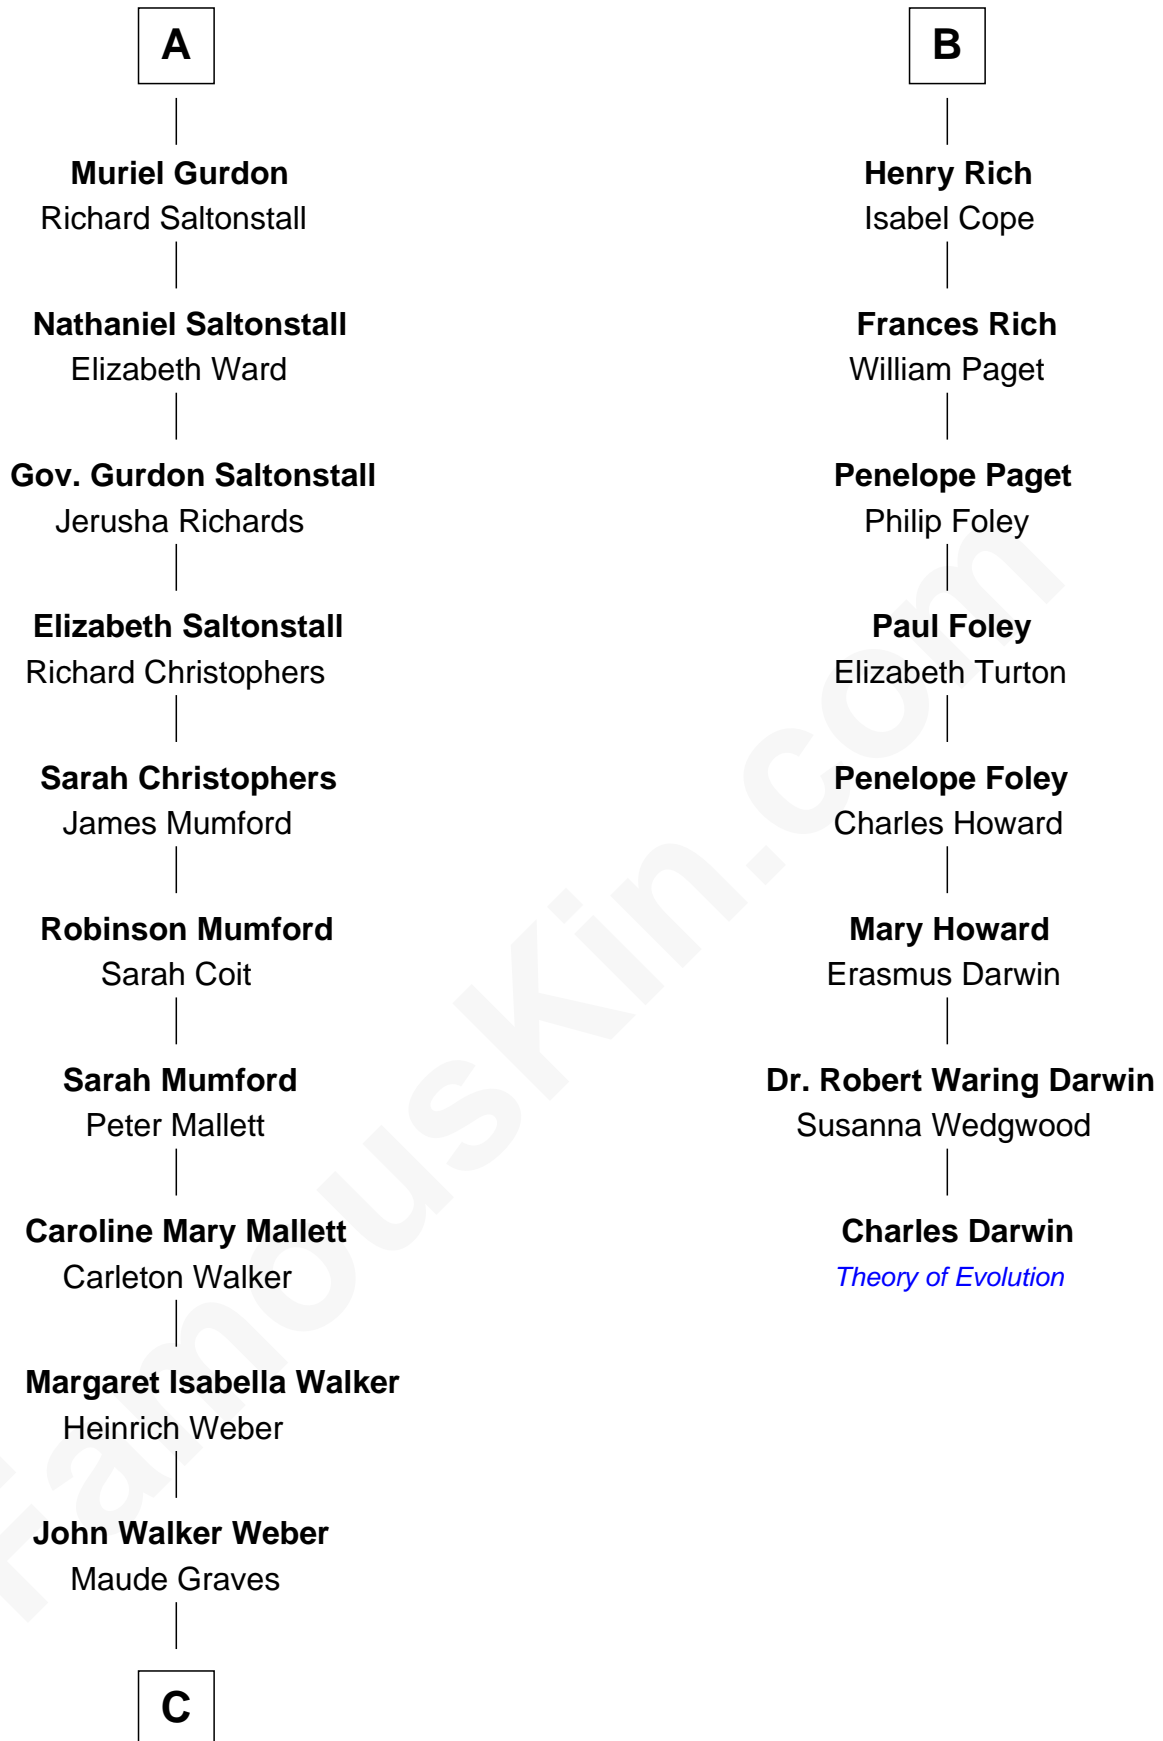 A
Muriel Gurdon
Richard Saltonstall
Nathaniel Saltonstall
Elizabeth Ward
Gov. Gurdon Saltonstall
Jerusha Richards
Elizabeth Saltonstall
Richard Christophers
Sarah Christophers
James Mumford
Robinson Mumford
Sarah Coit
Sarah Mumford
Peter Mallett
Caroline Mary Mallett
Carleton Walker
Margaret Isabella Walker
Heinrich Weber
John Walker Weber
Maude Graves
C
B
Henry Rich
Isabel Cope
Frances Rich
William Paget
Penelope Paget
Philip Foley
Paul Foley
Elizabeth Turton
Penelope Foley
Charles Howard
Mary Howard
Erasmus Darwin
Dr. Robert Waring Darwin
Susanna Wedgwood
Charles Darwin
Theory of Evolution
FamousKin.com